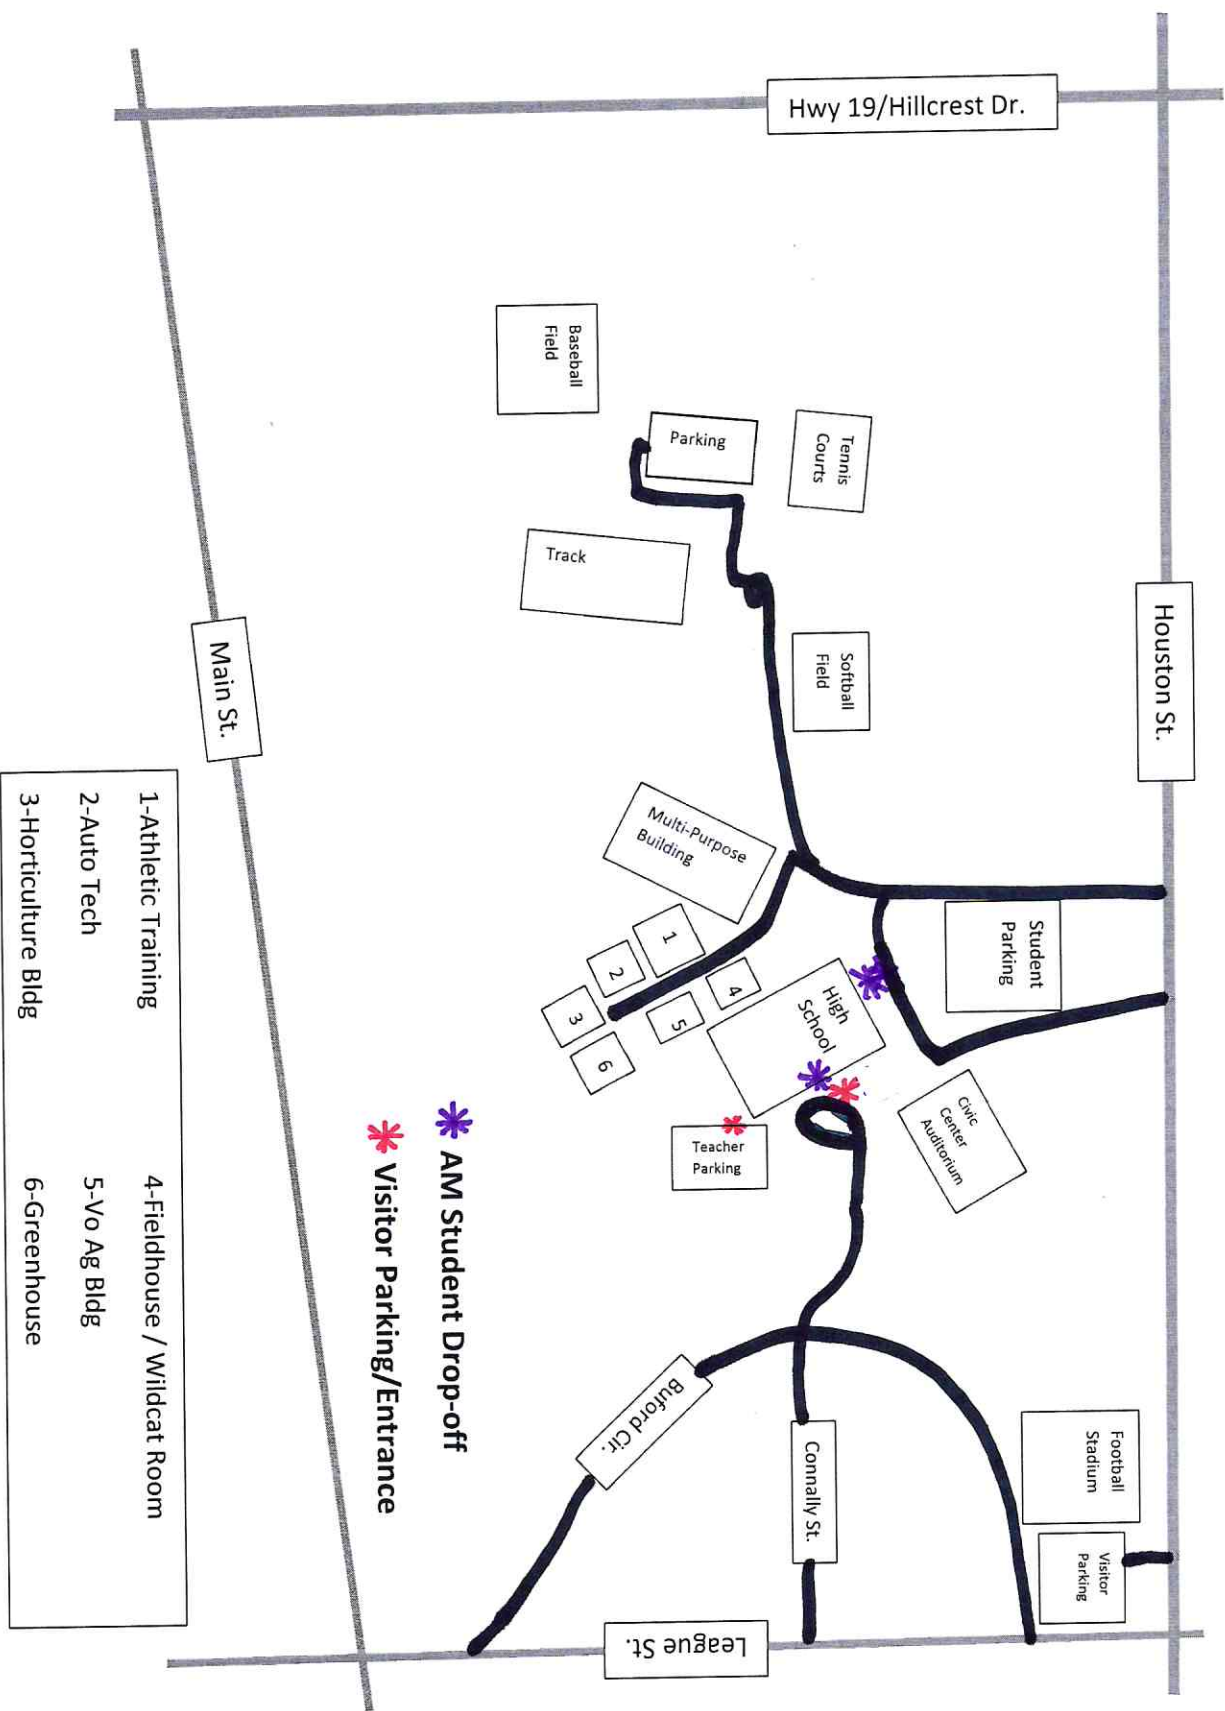 Hwy 19/Hillcrest Dr.
Houston St.
Main St.
League St.
Baseball
Field
Parking
Tennis
Courts
Track
Softball
Field
Multi-Purpose
Building
Student
Parking
1
2
3
4
5
6
High
School
Civic
Center
Auditorium
Teacher
Parking
Buford Cir.
Connally St.
Football
Stadium
Visitor
Parking
AM Student Drop-off
Visitor Parking/Entrance
1-Athletic Training
4-Fieldhouse / Wildcat Room
2-Auto Tech
5-Vo Ag Bldg
3-Horticulture Bldg
6-Greenhouse